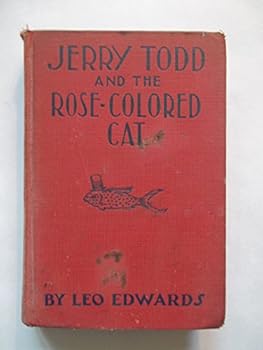 JERRY TODD
AND THE
ROSE-COLORED
CAT
BY LEO EDWARDS